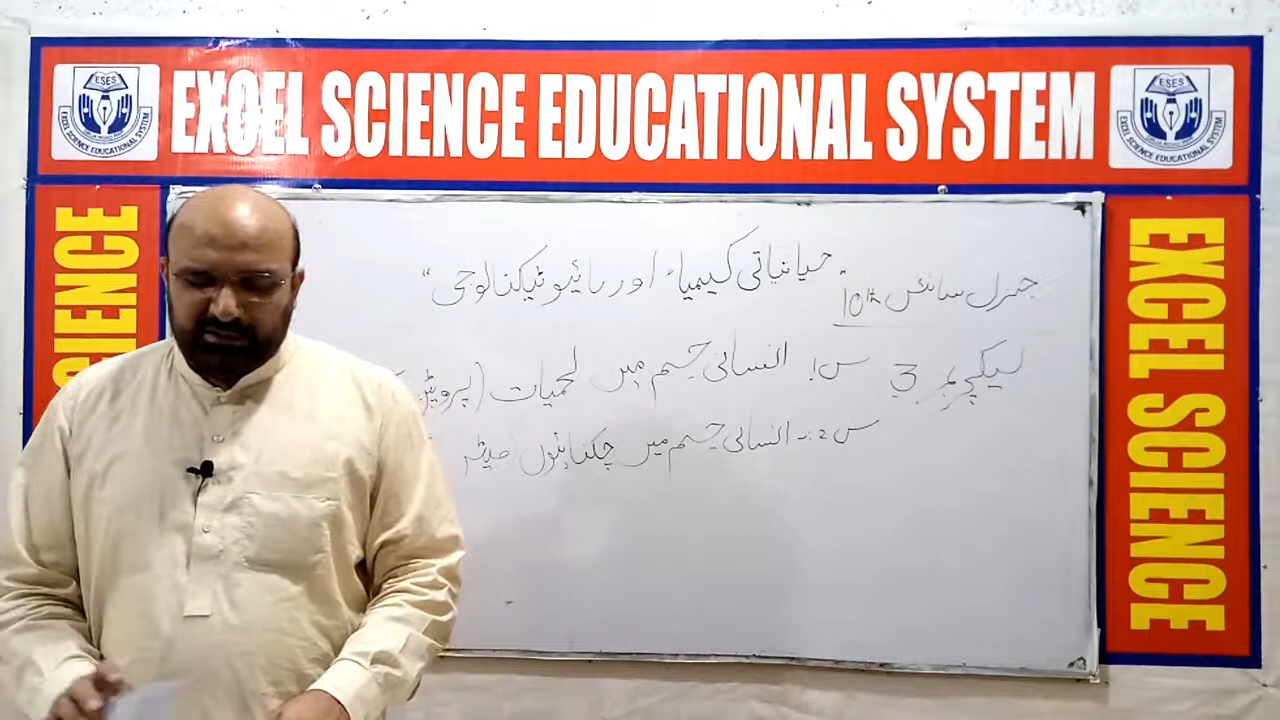 EXCEL SCIENCE EDUCATIONAL SYSTEM
ESES
EXCEL SCIENCE EDUCATIONAL SYSTEM
ESES
EXCEL SCIENCE EDUCATIONAL SYSTEM
SCIENCE
EXCEL SCIENCE
جنرل سائنس 10th حیاتیاتی کیمیاء اور بائیو ٹیکنالوجی“
لیکچر نمبر 3 س1 انسانی جسم میں لحمیات (پروٹین
س2:۔ انسانی جسم میں چکنائیوں